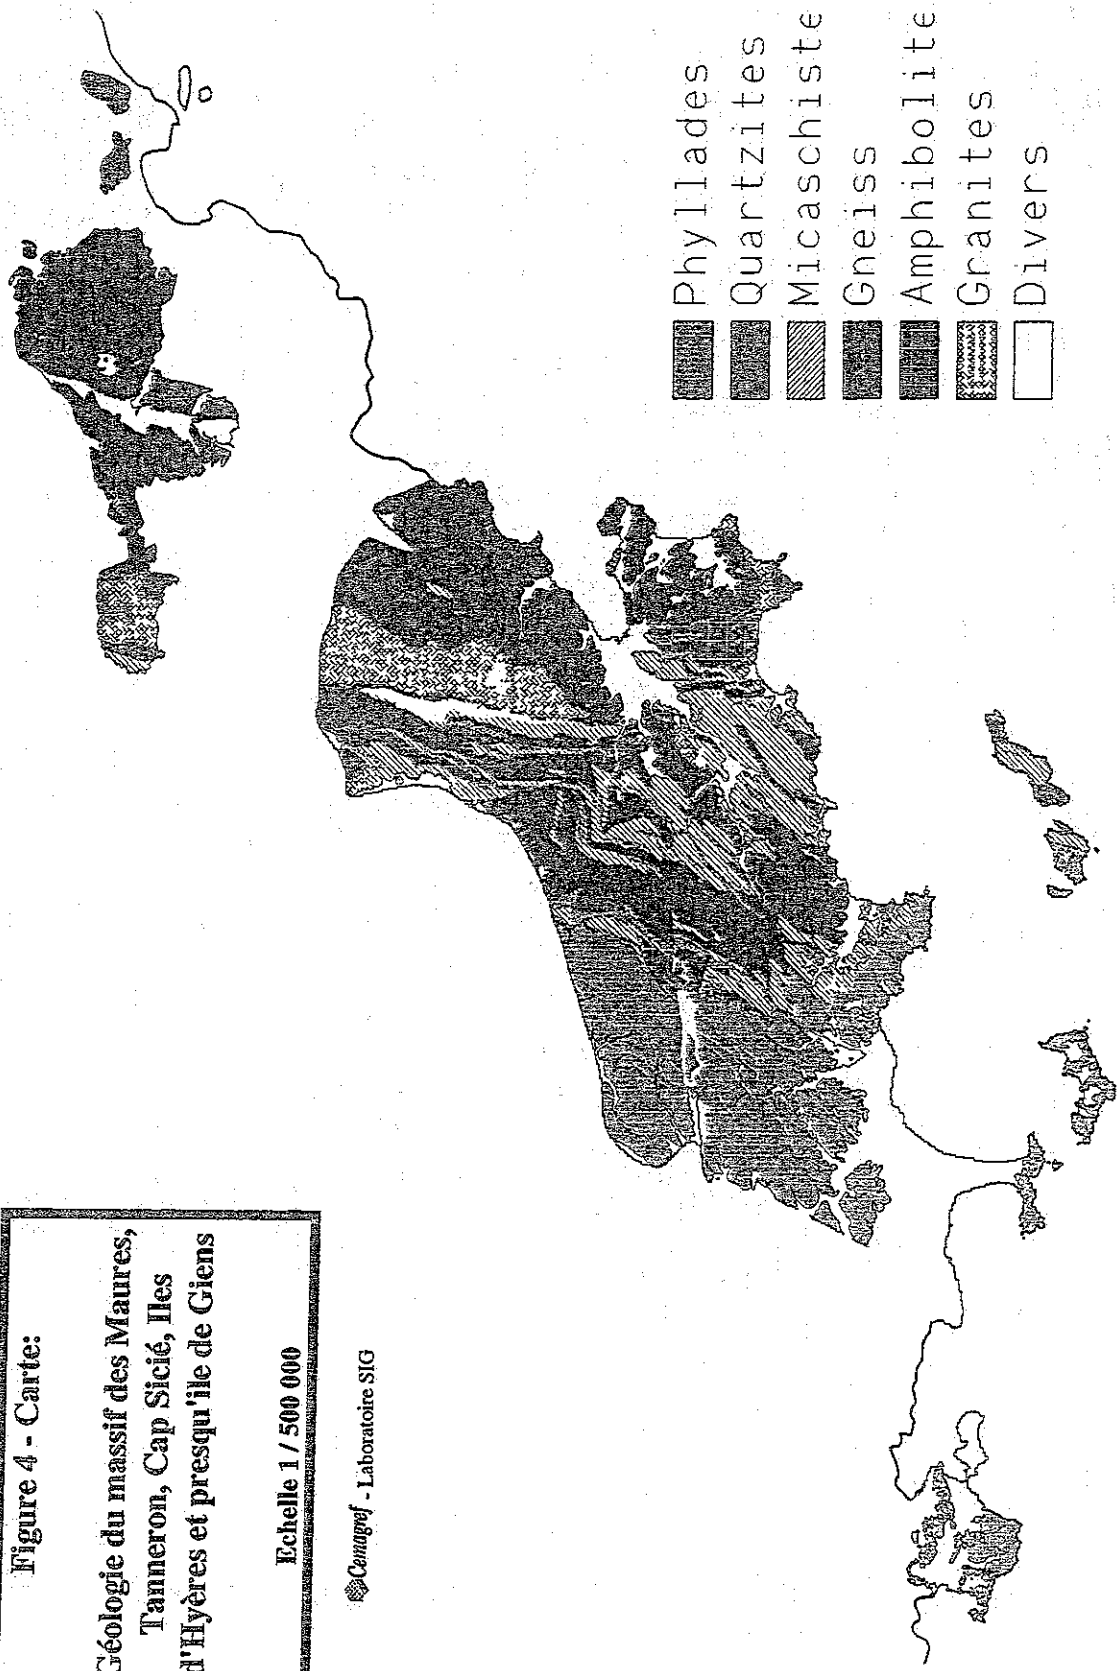 Figure 4 - Carte:
Géologie du massif des Maures,
Tanneron, Cap Sicié, Iles
d'Hyères et presqu'ile de Giens
Echelle 1 / 500 000
Cemagref - Laboratoire SIG
Phyllades
Quartzites
Micaschiste
Gneiss
Amphibolite
Granites
Divers